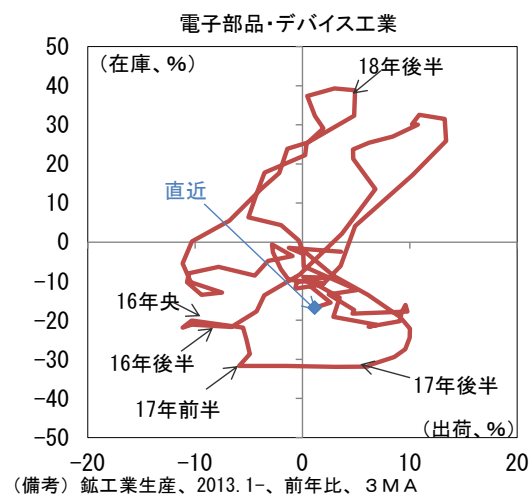 電子部品・デバイス工業
(在庫、%)
18年後半
直近
16年央
16年後半
17年前半
17年後半
(出荷、%)
50
40
30
20
10
0
-10
-20
-30
-40
-50
-20 -10 0 10 20
(備考) 鉱工業生産、2013.1-、前年比、3MA